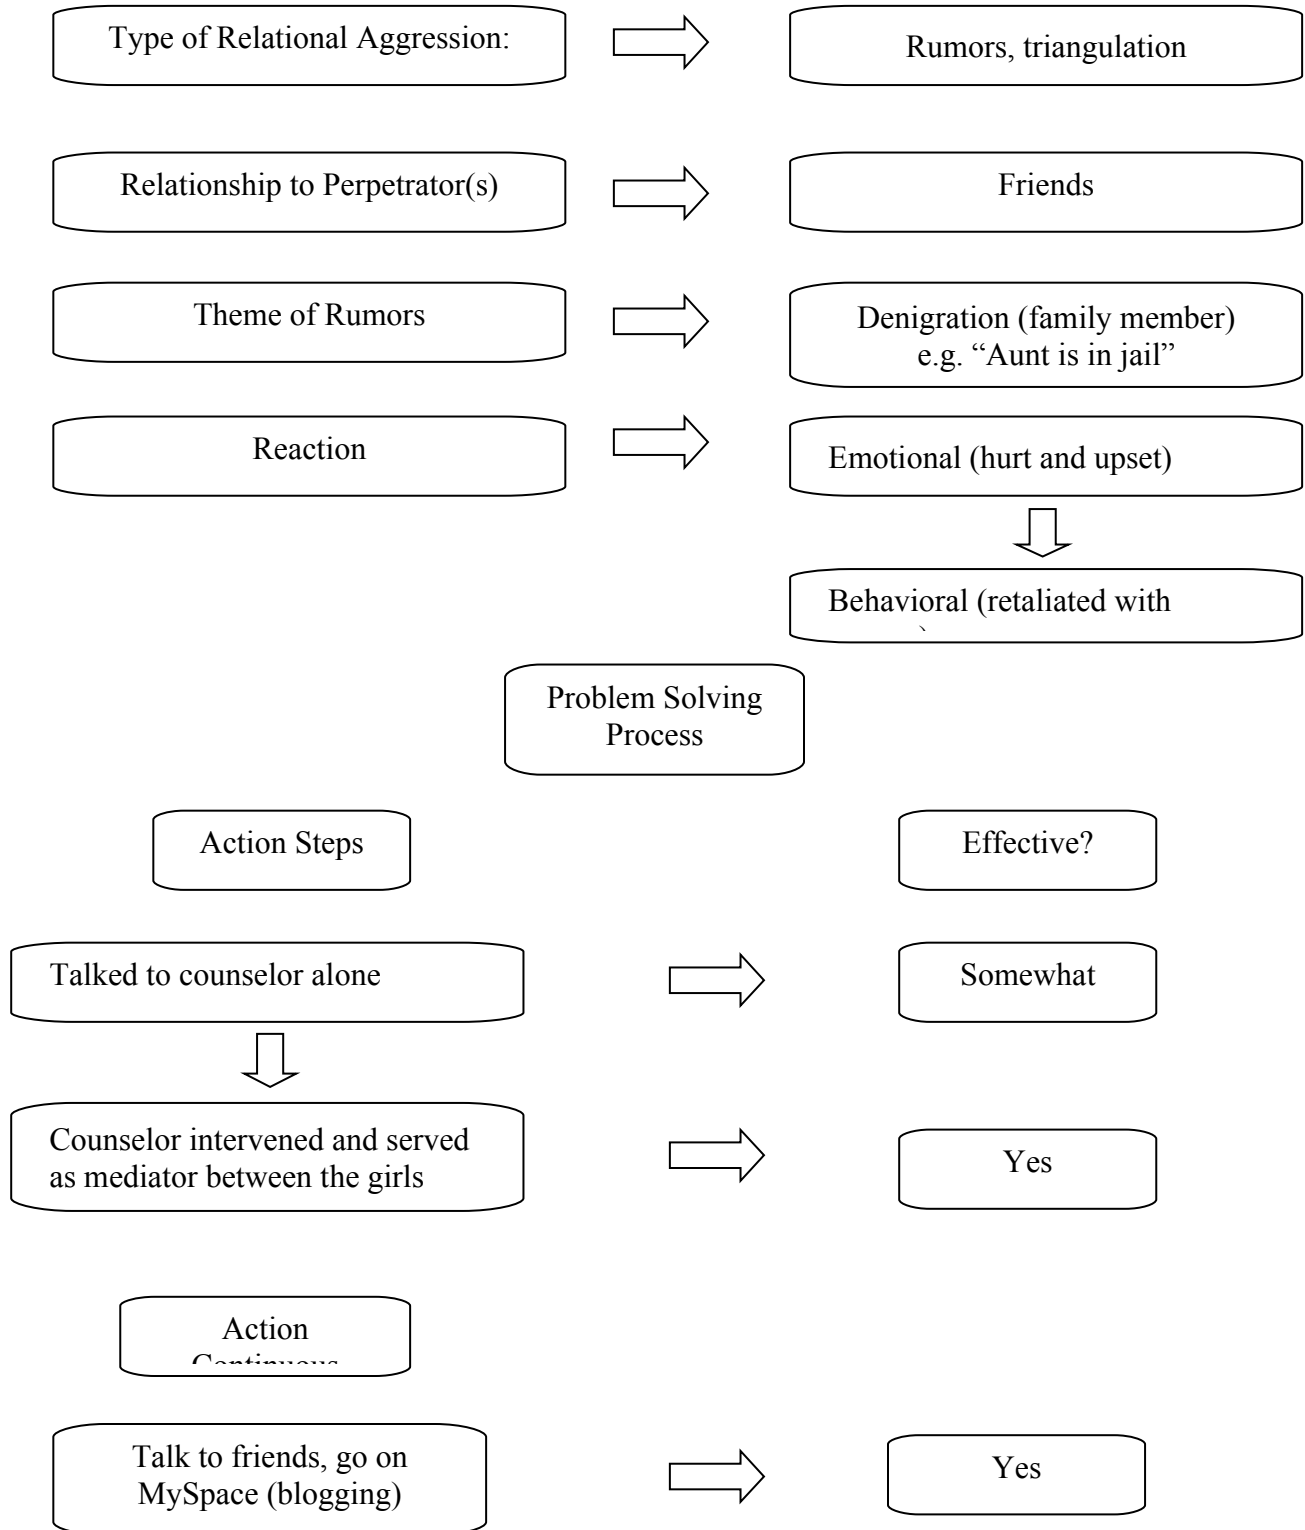 Type of Relational Aggression:
Rumors, triangulation
Relationship to Perpetrator(s)
Friends
Theme of Rumors
Denigration (family member)
e.g. “Aunt is in jail”
Reaction
Emotional (hurt and upset)
Behavioral (retaliated with
Problem Solving
Process
Action Steps
Effective?
Talked to counselor alone
Somewhat
Counselor intervened and served
as mediator between the girls
Yes
Action
Continuous
Talk to friends, go on
MySpace (blogging)
Yes